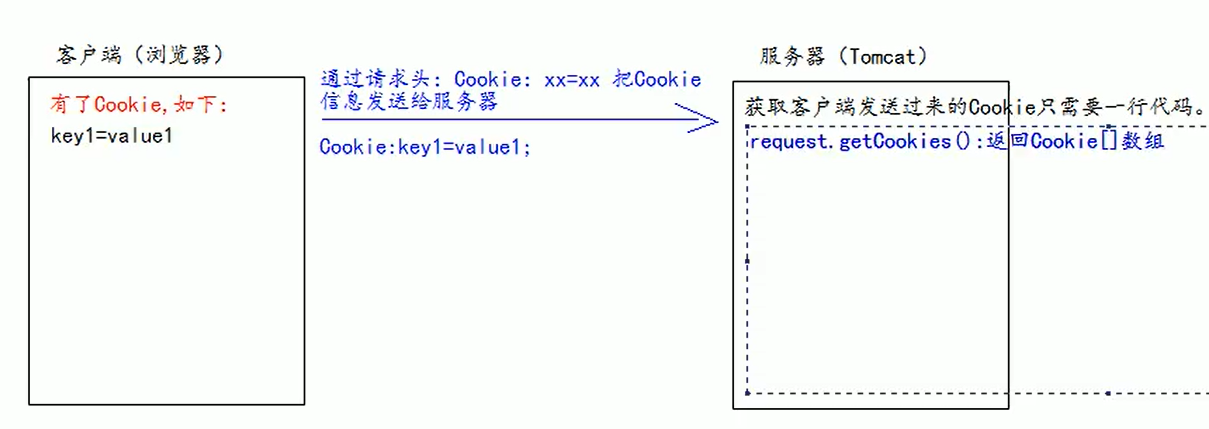 客户端（浏览器）
有了Cookie,如下:
key1=value1
通过请求头: Cookie: xx=xx 把Cookie
信息发送给服务器
Cookie:key1=value1;
服务器（Tomcat）
获取客户端发送过来的Cookie只需要一行代码。
request.getCookies():返回Cookie[]数组